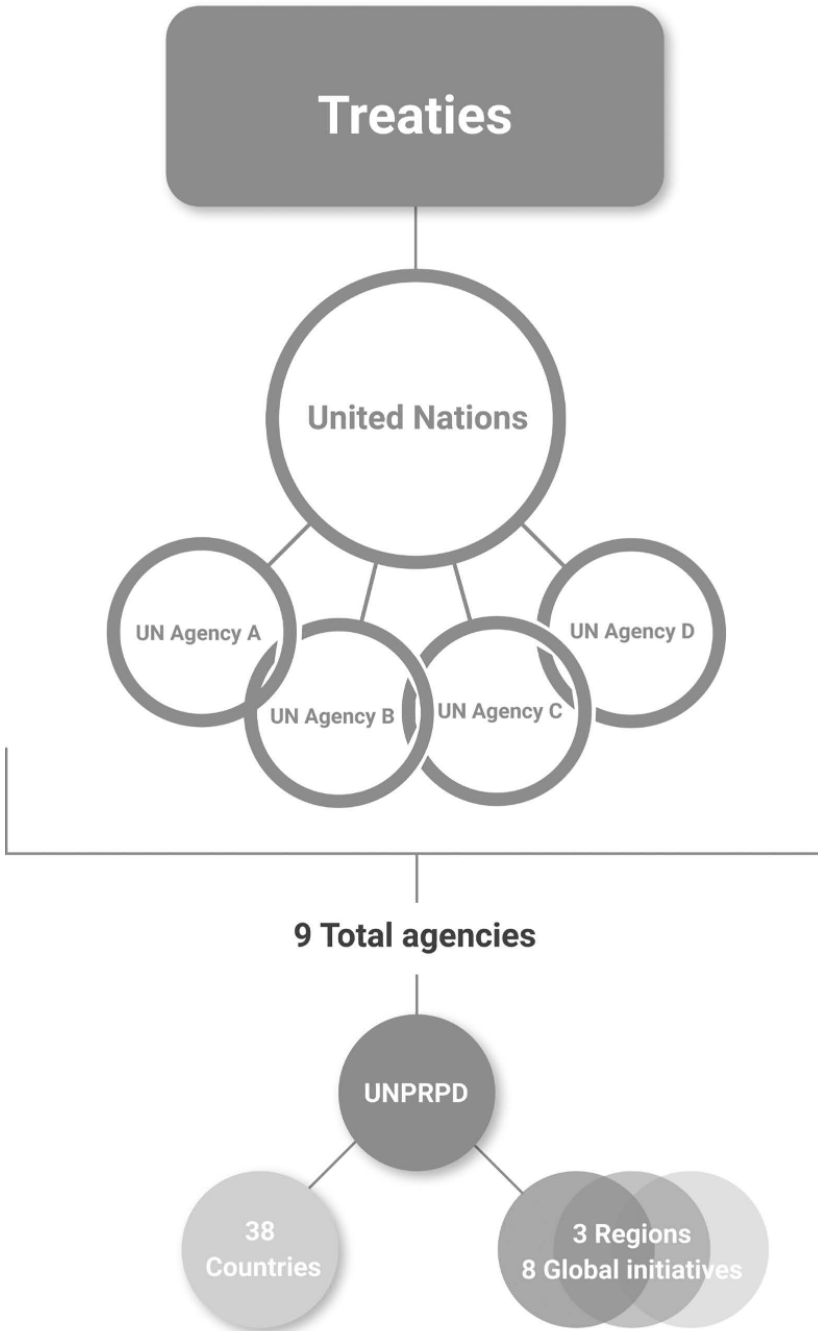 Treaties
United Nations
UN Agency A
UN Agency D
UN Agency B
UN Agency C
9 Total agencies
UNPRPD
38
Countries
3 Regions
8 Global initiatives